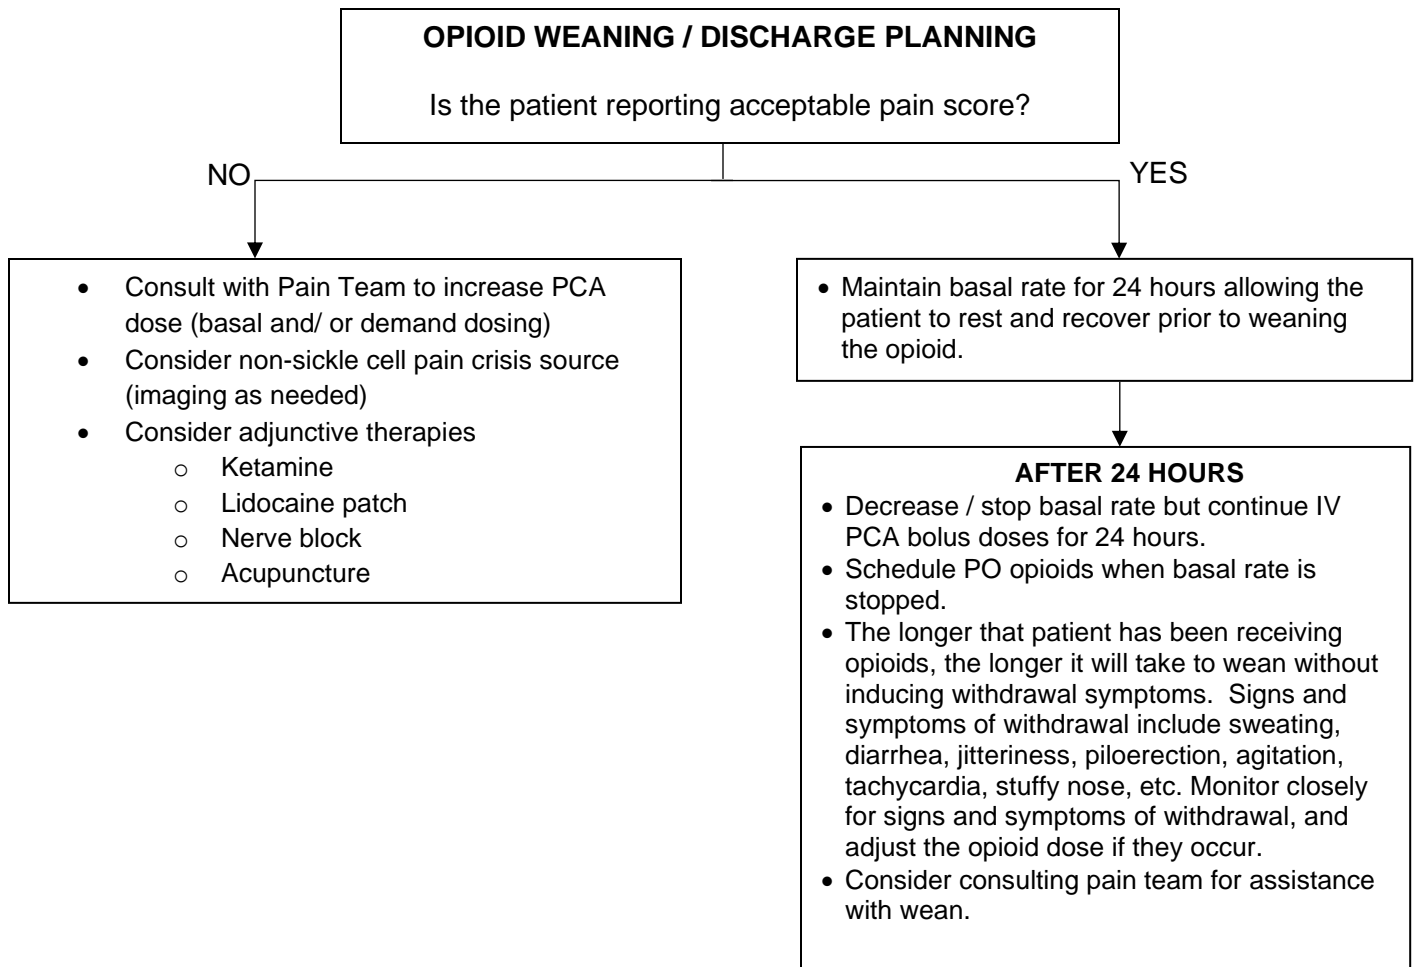 OPIOID WEANING / DISCHARGE PLANNING
Is the patient reporting acceptable pain score?
NO
YES
• Consult with Pain Team to increase PCA
dose (basal and/ or demand dosing)
• Consider non-sickle cell pain crisis source
(imaging as needed)
• Consider adjunctive therapies
o Ketamine
o Lidocaine patch
o Nerve block
o Acupuncture
• Maintain basal rate for 24 hours allowing the
patient to rest and recover prior to weaning
the opioid.
AFTER 24 HOURS
• Decrease / stop basal rate but continue IV
PCA bolus doses for 24 hours.
• Schedule PO opioids when basal rate is
stopped.
• The longer that patient has been receiving
opioids, the longer it will take to wean without
inducing withdrawal symptoms.  Signs and
symptoms of withdrawal include sweating,
diarrhea, jitteriness, piloerection, agitation,
tachycardia, stuffy nose, etc. Monitor closely
for signs and symptoms of withdrawal, and
adjust the opioid dose if they occur.
• Consider consulting pain team for assistance
with wean.